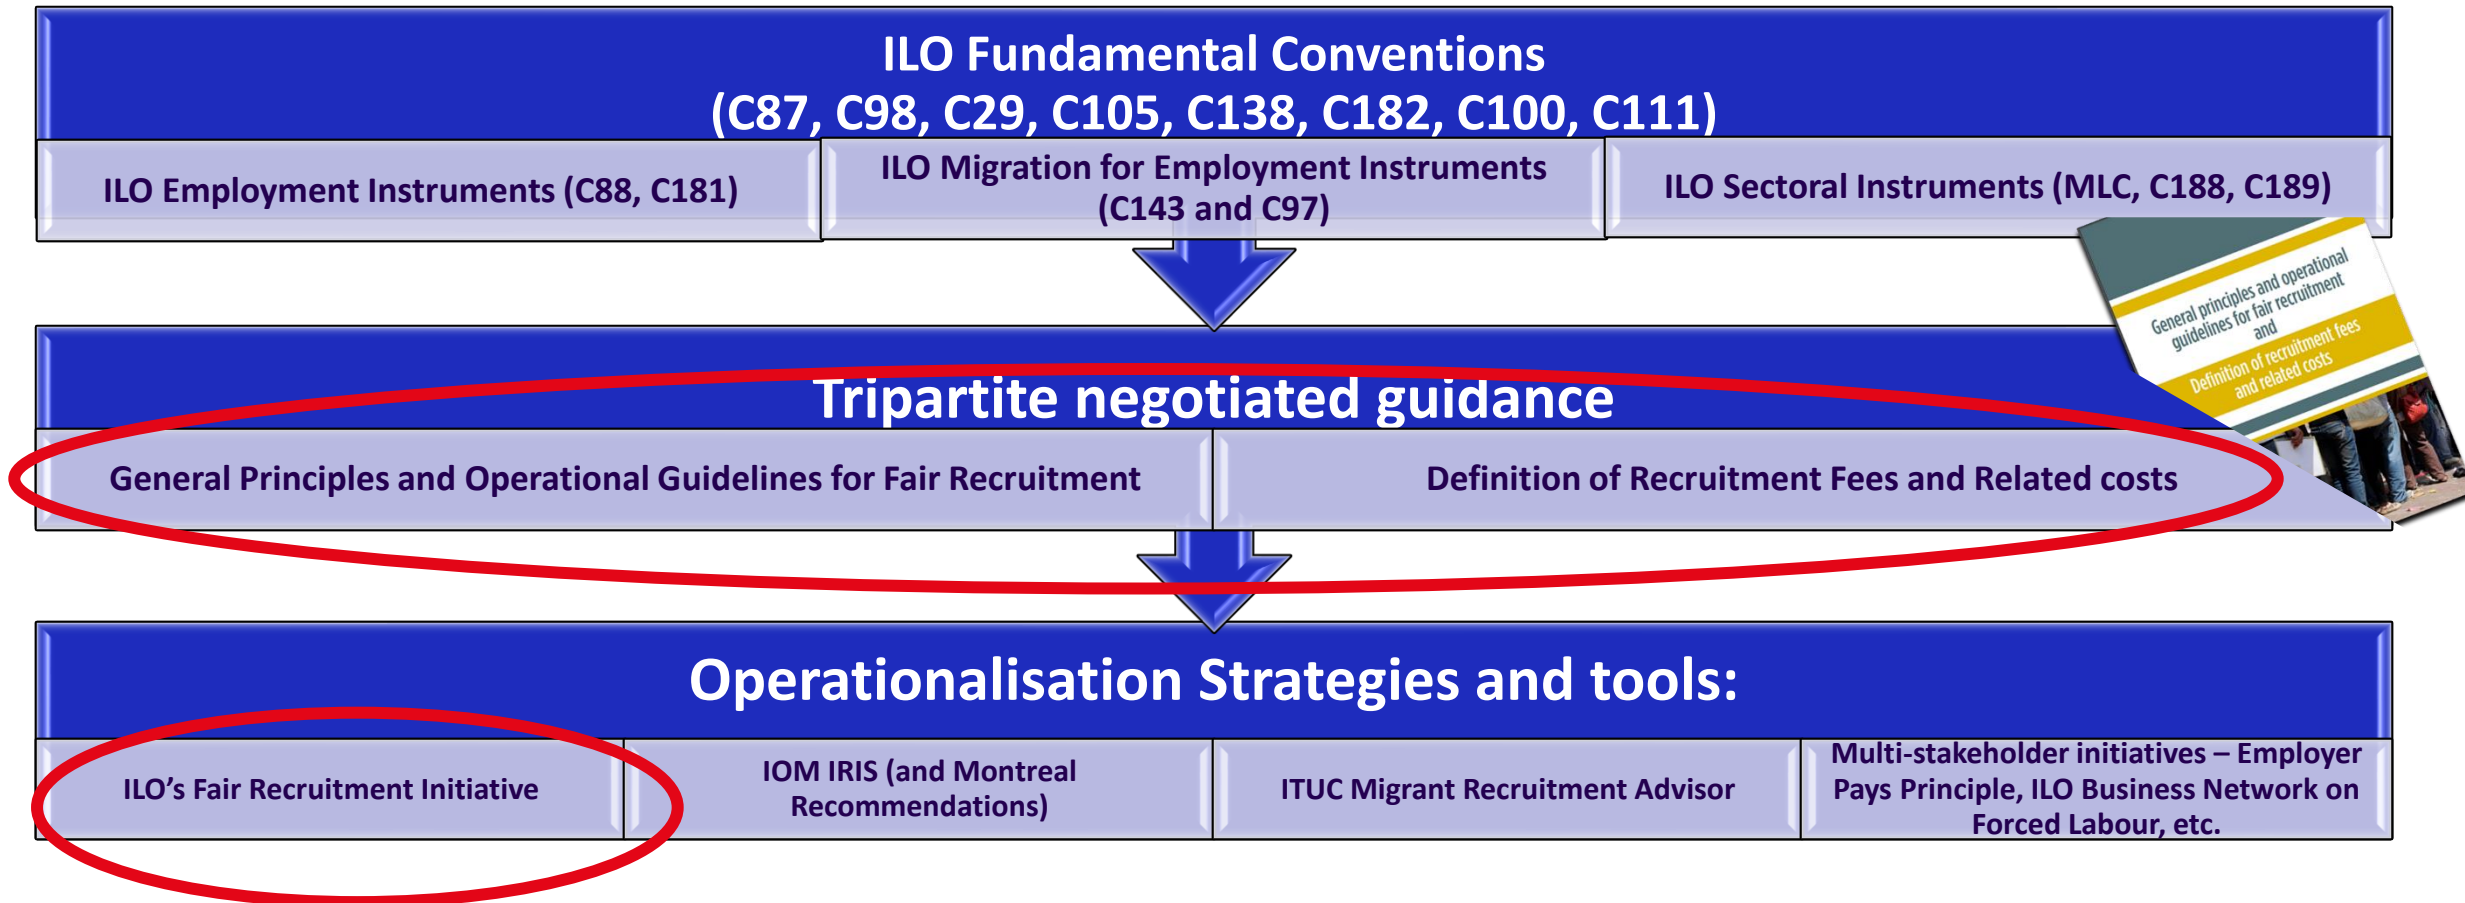 ILO Fundamental Conventions
(C87, C98, C29, C105, C138, C182, C100, C111)
ILO Employment Instruments (C88, C181)
ILO Migration for Employment Instruments
(C143 and C97)
ILO Sectoral Instruments (MLC, C188, C189)
General principles and operational
guidelines for fair recruitment
and
Definition of recruitment fees
and related costs
Tripartite negotiated guidance
General Principles and Operational Guidelines for Fair Recruitment
Definition of Recruitment Fees and Related costs
Operationalisation Strategies and tools:
ILO’s Fair Recruitment Initiative
IOM IRIS (and Montreal
Recommendations)
ITUC Migrant Recruitment Advisor
Multi-stakeholder initiatives – Employer
Pays Principle, ILO Business Network on
Forced Labour, etc.